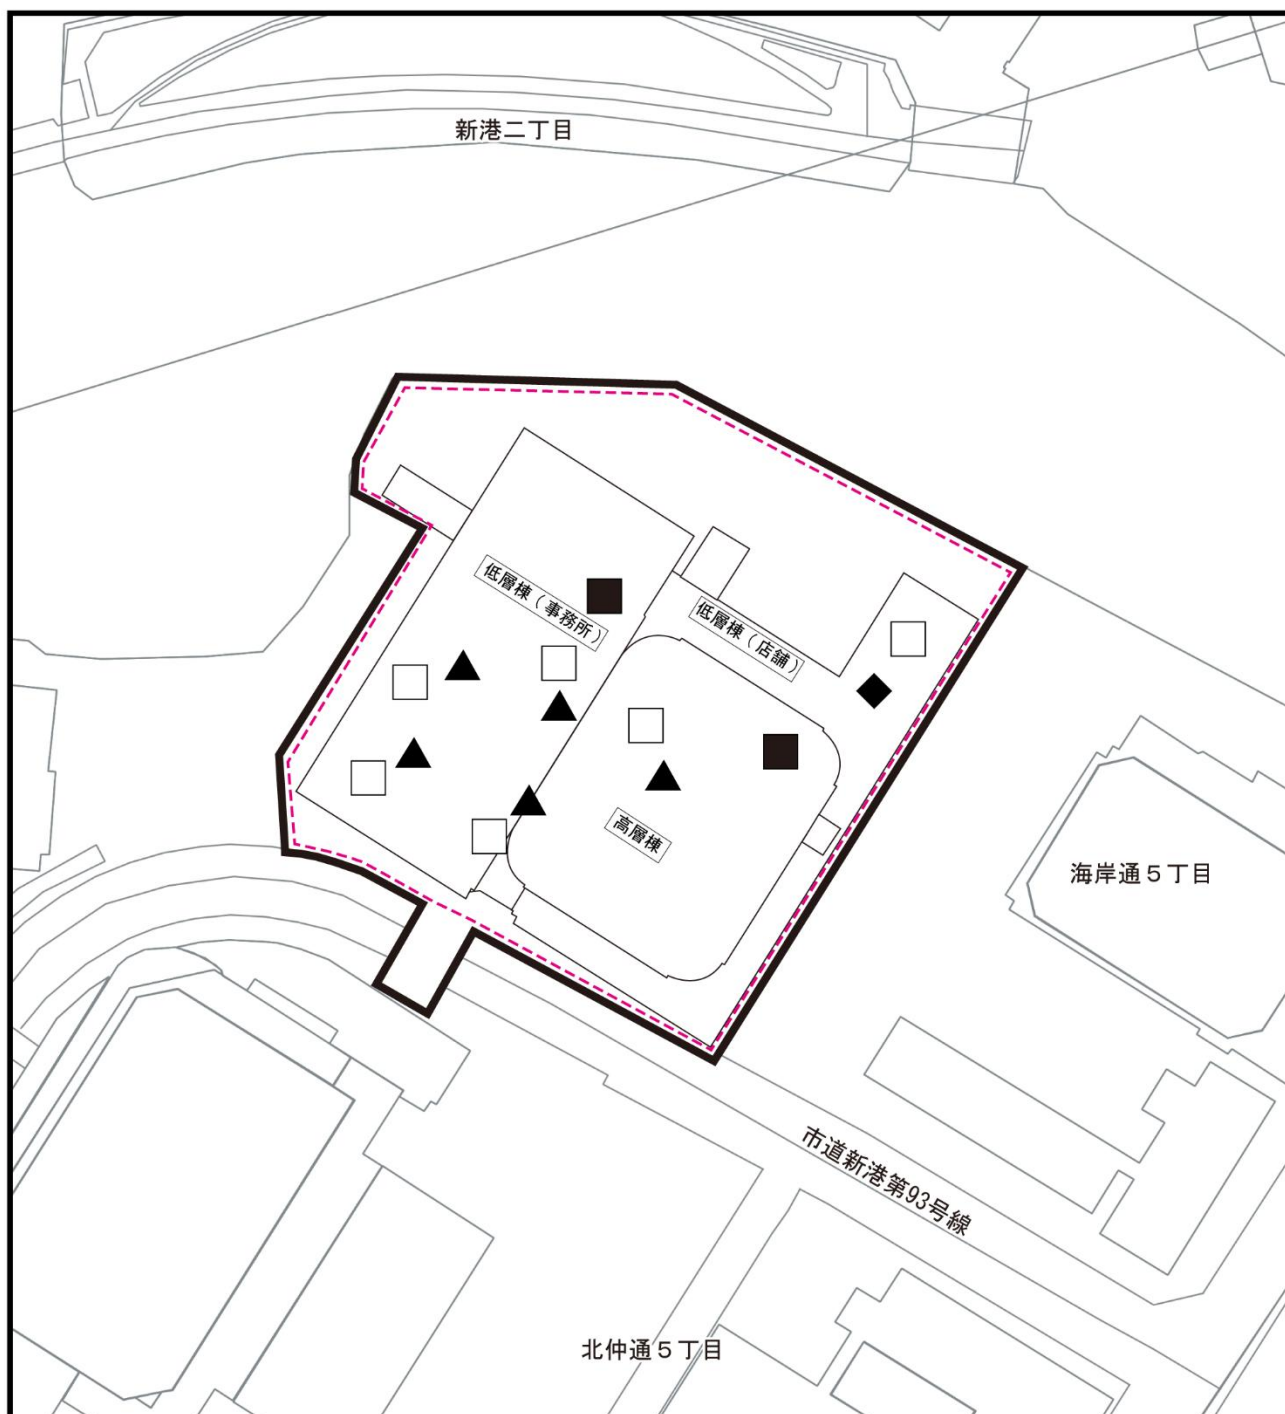 新港二丁目
低層棟（事務所）
低層棟（店舗）
高層棟
海岸通５丁目
市道新港第93号線
北仲通５丁目